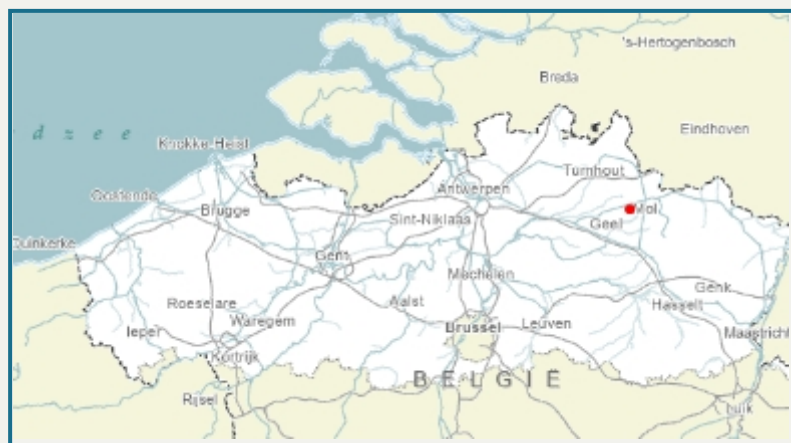 's-Hertogenbosch
Breda
dzee
Eindhoven
Knokke-Heist
Turnhout
Antwerpen
Oostende
Brugge
Sint-Niklaas
Mol
Geel
Duinkerke
Gent
Mechelen
Genk
Roeselare
Aalst
Hasselt
Ieper
Waregem
Brussel
Leuven
Maastricht
Kortrijk
BELGIË
Rijsel
Luik